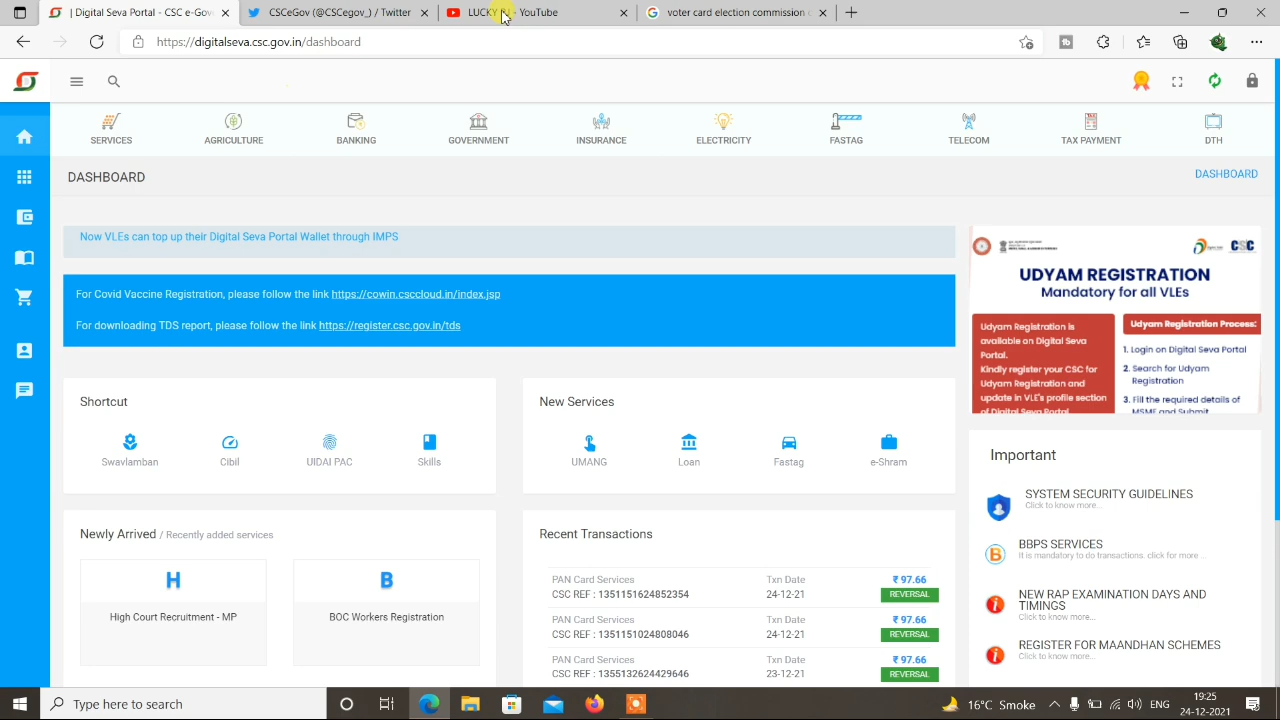 Dashboard - CSC e-Gov
CSCeGov (@CSCegov_) / Twitter
LUC - YouTube
voter card election commission o
https://digitalseva.csc.gov.in/dashboard
SERVICES
AGRICULTURE
BANKING
GOVERNMENT
INSURANCE
ELECTRICITY
FASTAG
TELECOM
TAX PAYMENT
DTH
DASHBOARD
DASHBOARD
Now VLEs can top up their Digital Seva Portal Wallet through IMPS
For Covid Vaccine Registration, please follow the link https://cowin.csccloud.in/index.jsp
For downloading TDS report, please follow the link https://register.csc.gov.in/tds
CSC
UDYAM REGISTRATION
Mandatory for all VLEs
Udyam Registration is
available on Digital Seva
Portal.
Kindly register your CSC for
Udyam Registration and
update in VLE's profile section
of Digital Seva Portal
Udyam Registration Process:
1. Login on Digital Seva Portal
2. Search for Udyam
Registration
3. Fill the required details of
MSME and Submit
Shortcut
Swavlamban
Cibil
UIDAI PAC
Skills
New Services
UMANG
Loan
Fastag
e-Shram
Important
SYSTEM SECURITY GUIDELINES
Click to know more...
BBPS SERVICES
It is mandatory to do transactions. click for more ...
NEW RAP EXAMINATION DAYS AND
TIMINGS
Click to know more...
REGISTER FOR MAANDHAN SCHEMES
Click to know more...
Newly Arrived / Recently added services
H
High Court Recruitment - MP
B
BOC Workers Registration
Recent Transactions
PAN Card Services Txn Date ₹ 97.66
CSC REF : 1351151624852354 24-12-21 REVERSAL
PAN Card Services Txn Date ₹ 97.66
CSC REF : 1351151024808046 24-12-21 REVERSAL
PAN Card Services Txn Date ₹ 97.66
CSC REF : 1355132624429646 23-12-21 REVERSAL
Type here to search
16°C Smoke
ENG
19:25
24-12-2021